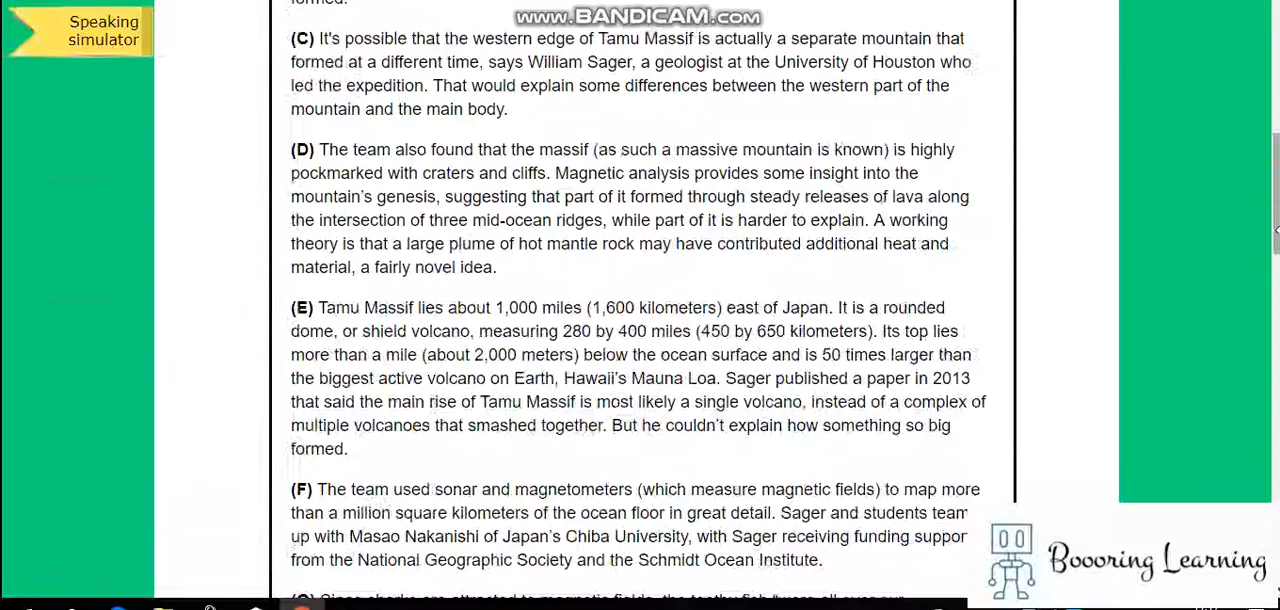 formed.
www.BANDICAM.com
Speaking
simulator
(C) It's possible that the western edge of Tamu Massif is actually a separate mountain that
formed at a different time, says William Sager, a geologist at the University of Houston who
led the expedition. That would explain some differences between the western part of the
mountain and the main body.
(D) The team also found that the massif (as such a massive mountain is known) is highly
pockmarked with craters and cliffs. Magnetic analysis provides some insight into the
mountain's genesis, suggesting that part of it formed through steady releases of lava along
the intersection of three mid-ocean ridges, while part of it is harder to explain. A working
theory is that a large plume of hot mantle rock may have contributed additional heat and
material, a fairly novel idea.
(E) Tamu Massif lies about 1,000 miles (1,600 kilometers) east of Japan. It is a rounded
dome, or shield volcano, measuring 280 by 400 miles (450 by 650 kilometers). Its top lies
more than a mile (about 2,000 meters) below the ocean surface and is 50 times larger than
the biggest active volcano on Earth, Hawaii's Mauna Loa. Sager published a paper in 2013
that said the main rise of Tamu Massif is most likely a single volcano, instead of a complex of
multiple volcanoes that smashed together. But he couldn't explain how something so big
formed.
(F) The team used sonar and magnetometers (which measure magnetic fields) to map more
than a million square kilometers of the ocean floor in great detail. Sager and students team
up with Masao Nakanishi of Japan's Chiba University, with Sager receiving funding suppor
from the National Geographic Society and the Schmidt Ocean Institute.
Boooring Learning